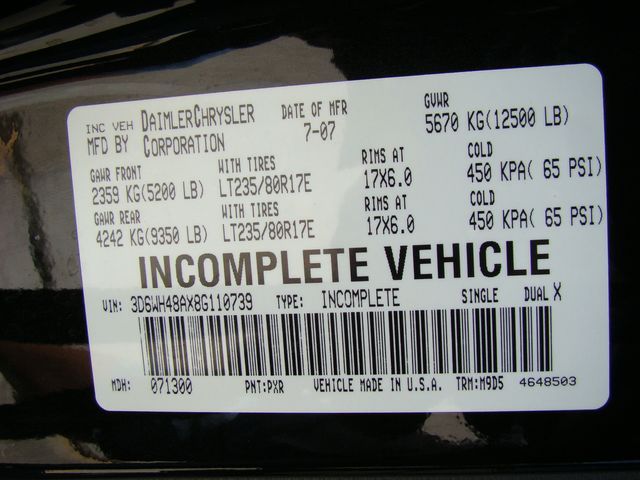 INC VEH DAIMLERCHRYSLER DATE OF MFR GVWR
MFD BY CORPORATION 7-07 5670 KG(12500 LB)
GAWR FRONT WITH TIRES RIMS AT COLD
2359 KG(5200 LB) LT235/80R17E 17X6.0 450 KPA( 65 PSI)
GAWR REAR WITH TIRES RIMS AT COLD
4242 KG(9350 LB) LT235/80R17E 17X6.0 450 KPA( 65 PSI)
INCOMPLETE VEHICLE
VIN: 3D6WH48AX8G110739 TYPE: INCOMPLETE SINGLE DUAL X
MDH: 071300 PNT:PXR VEHICLE MADE IN U.S.A. TRM:M9D5 4648503